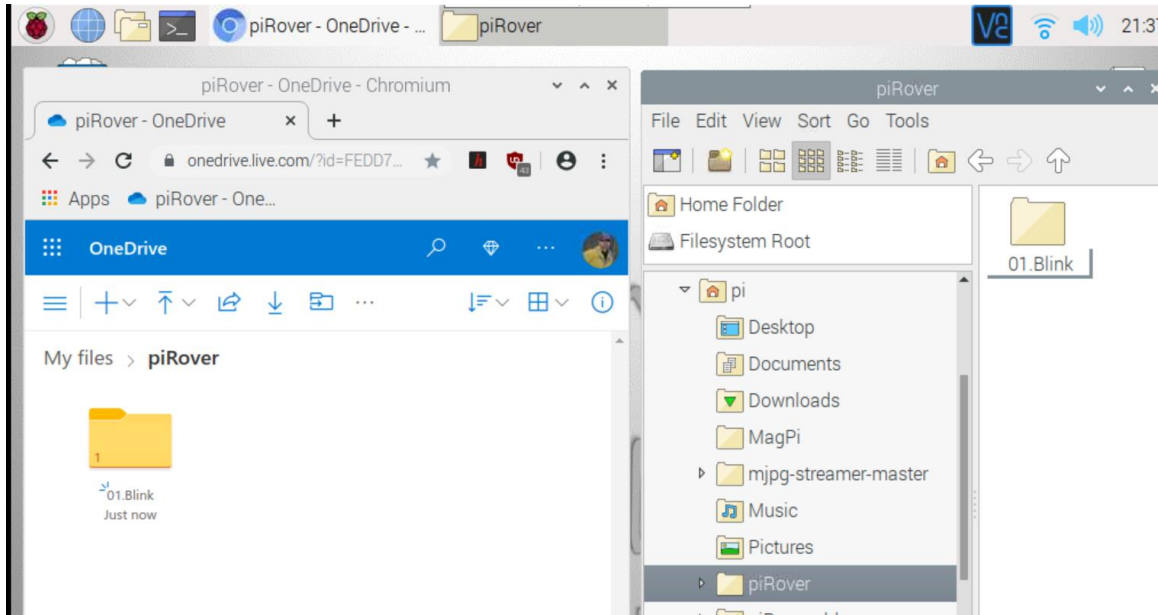 piRover - OneDrive - ...
piRover
21:37
piRover - OneDrive - Chromium
piRover - OneDrive
onedrive.live.com/?id=FEDD7...
43
Apps
piRover - One...
OneDrive
My files > piRover
1
01.Blink
Just now
piRover
File Edit View Sort Go Tools
Home Folder
Filesystem Root
pi
Desktop
Documents
Downloads
MagPi
mjpg-streamer-master
Music
Pictures
piRover
01.Blink